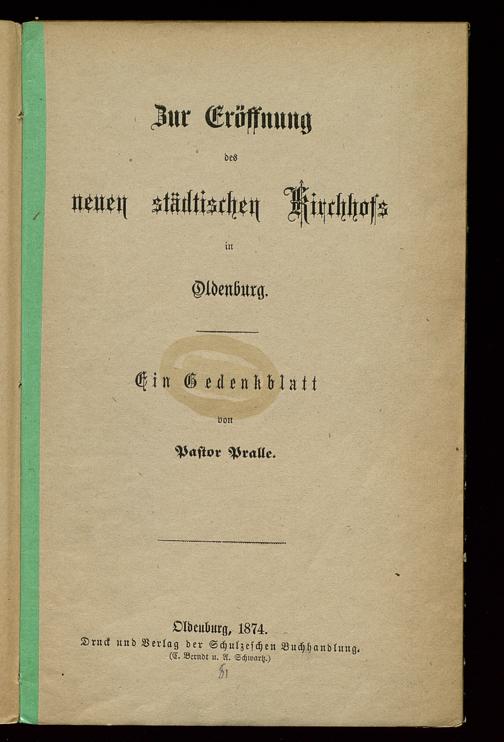 Zur Eröffnung
des
neuen städtischen Kirchhofs
in
Oldenburg.
Ein Gedenkblatt
von
Pastor Pralle.
Oldenburg, 1874.
Druck und Verlag der Schulzeschen Buchhandlung.
(C. Berndt u. A. Schwartz.)